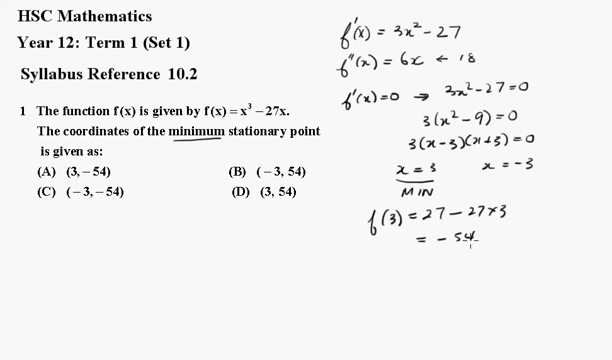 HSC Mathematics
Year 12: Term 1 (Set 1)
Syllabus Reference 10.2
1 The function f(x) is given by f(x) = x³ − 27x.
The coordinates of the minimum stationary point
is given as:
(A) (3, − 54) (B) (− 3, 54)
(C) (− 3, − 54) (D) (3, 54)
f'(x) = 3x² − 27
f''(x) = 6x ← 18
f'(x) = 0 → 3x² − 27 = 0
3(x² − 9) = 0
3(x − 3)(x + 3) = 0
x = 3 x = −3
MIN
f(3) = 27 − 27 × 3
= − 54